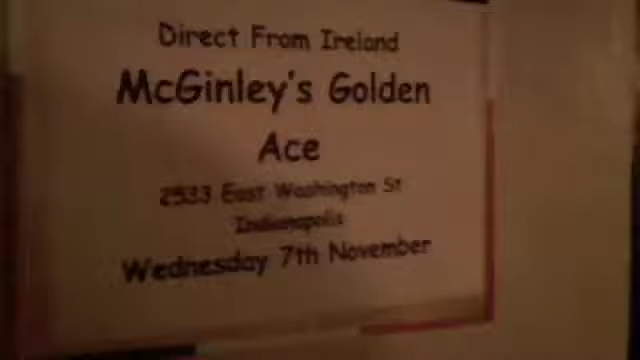 Direct From Ireland
McGinley's Golden
Ace
2533 East Washington St
Indianapolis
Wednesday 7th November